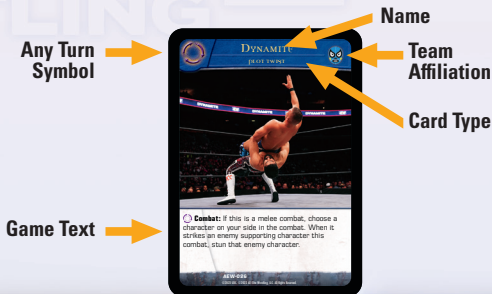 Name
Any Turn
Symbol
DYNAMITE
PLOT TWIST
Team
Affiliation
Card Type
Game Text
Combat: If this is a melee combat, choose a
character on your side in the combat. When it
strikes an enemy supporting character this
combat, stun that enemy character.
AEW-036